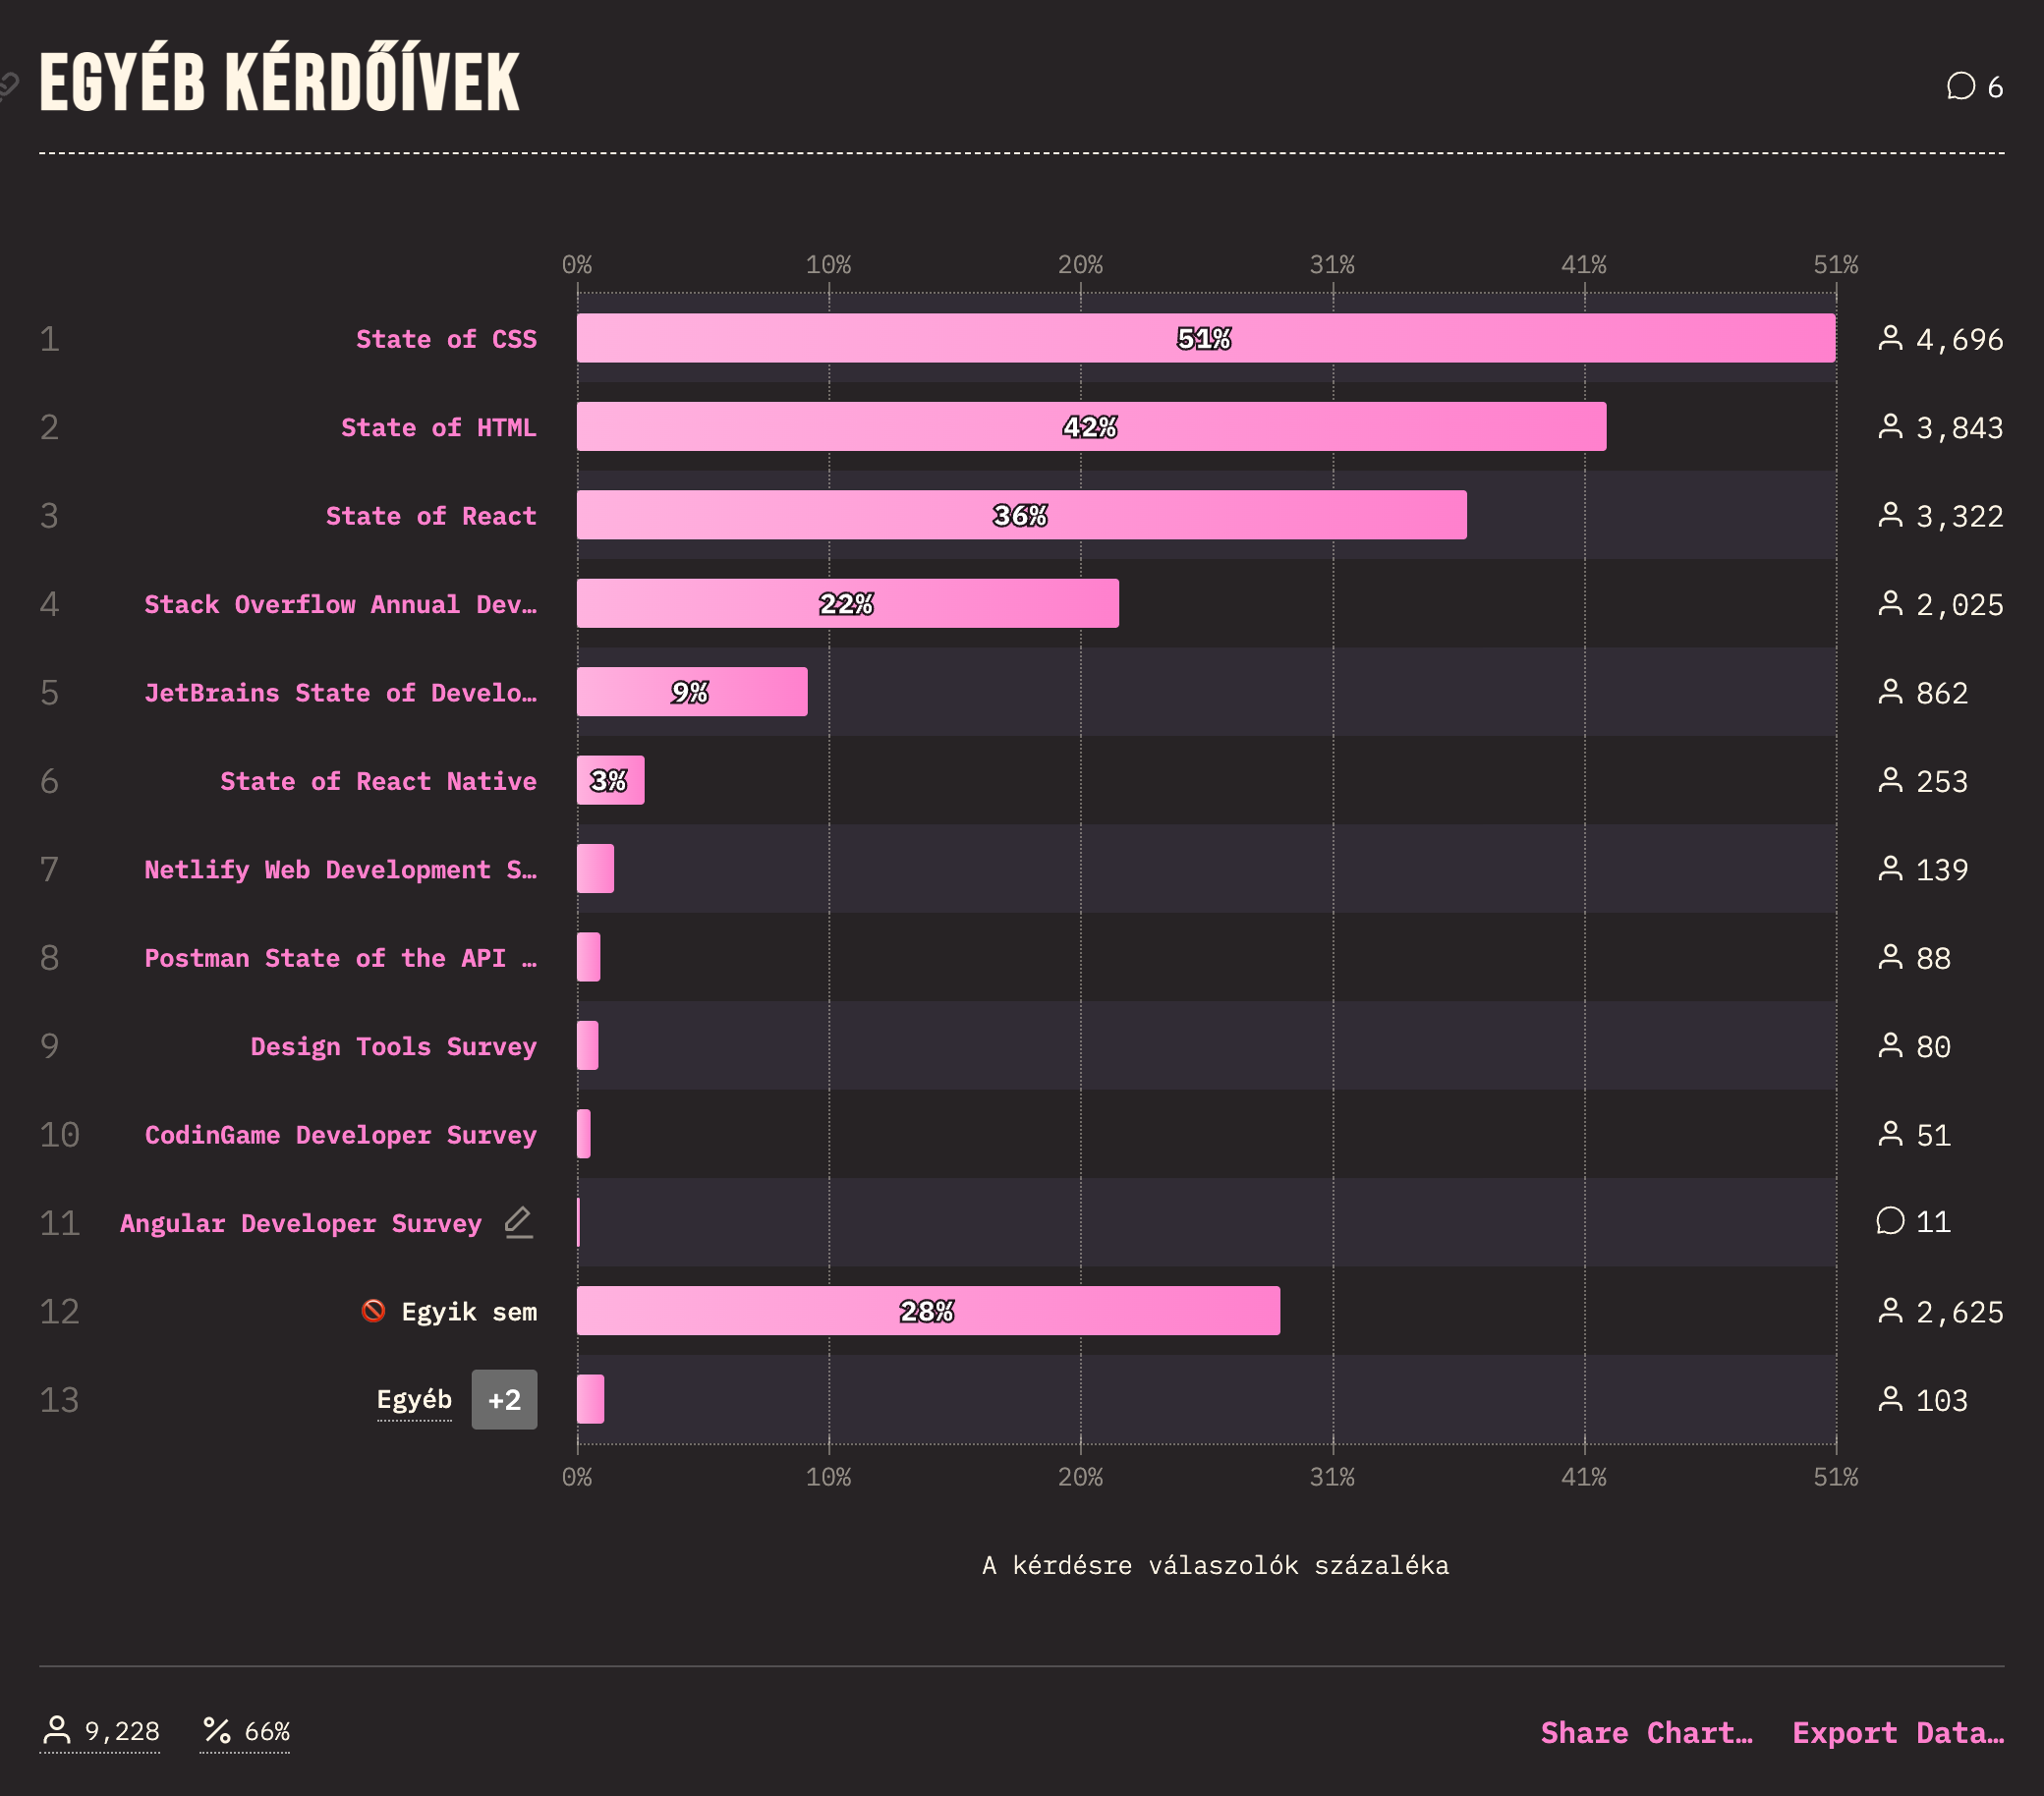 EGYÉB KÉRDŐÍVEK
6
0% 10% 20% 31% 41% 51%
1 State of CSS 51% 4,696
2 State of HTML 42% 3,843
3 State of React 36% 3,322
4 Stack Overflow Annual Dev… 22% 2,025
5 JetBrains State of Develo… 9% 862
6 State of React Native 3% 253
7 Netlify Web Development S… 139
8 Postman State of the API … 88
9 Design Tools Survey 80
10 CodinGame Developer Survey 51
11 Angular Developer Survey 11
12 Egyik sem 28% 2,625
13 Egyéb +2 103
0% 10% 20% 31% 41% 51%
A kérdésre válaszolók százaléka
9,228 66% Share Chart… Export Data…